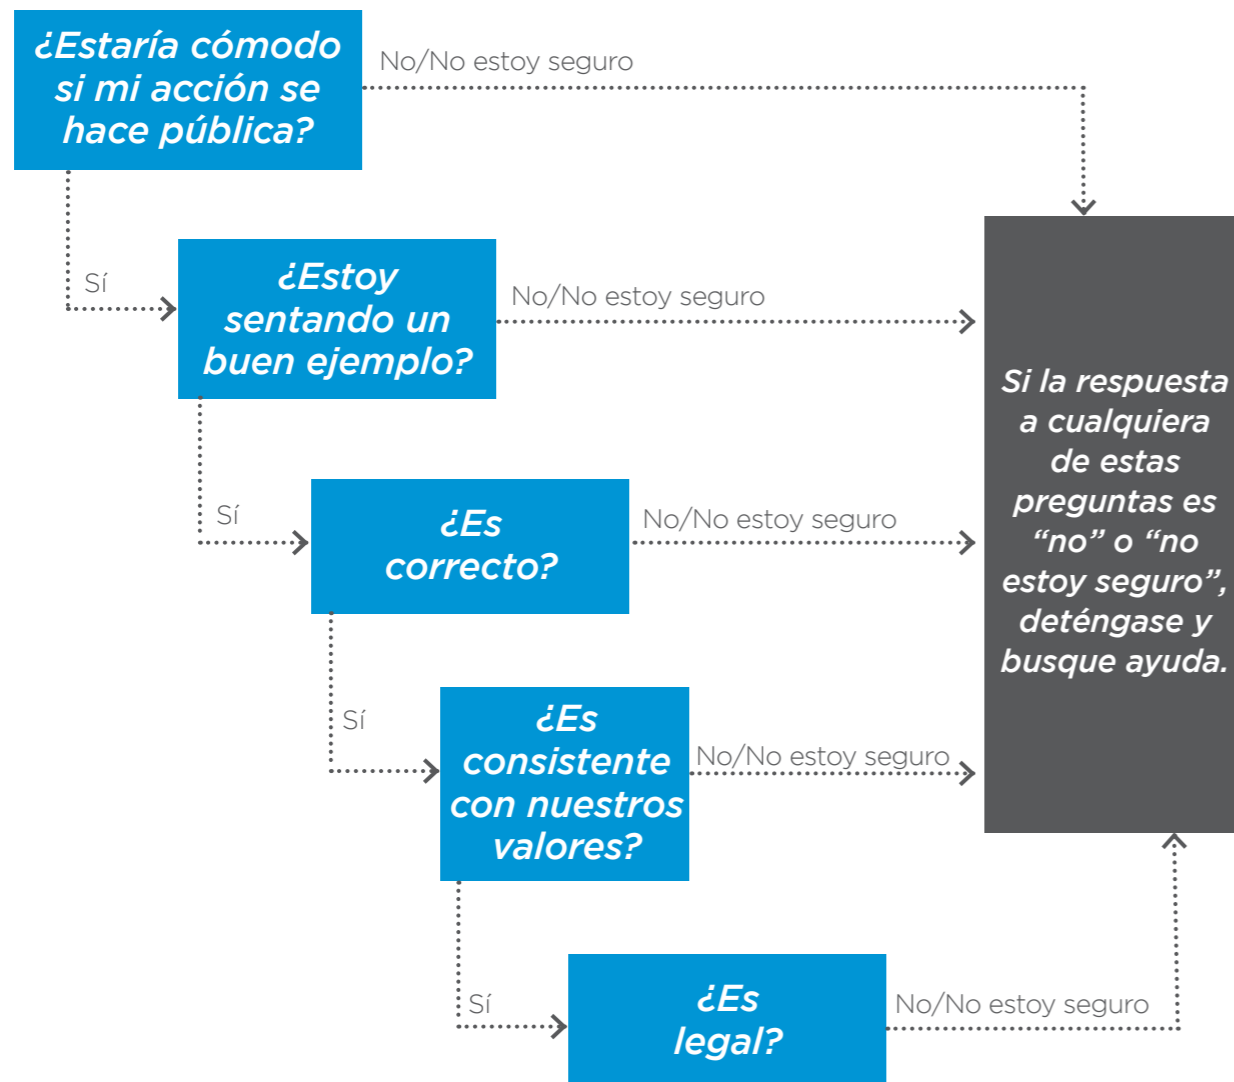 ¿Estaría cómodo
si mi acción se
hace pública?
No/No estoy seguro
Sí
¿Estoy
sentando un
buen ejemplo?
No/No estoy seguro
Sí
¿Es
correcto?
No/No estoy seguro
Sí
¿Es
consistente
con nuestros
valores?
No/No estoy seguro
Sí
¿Es
legal?
No/No estoy seguro
Si la respuesta
a cualquiera
de estas
preguntas es
“no” o “no
estoy seguro”,
deténgase y
busque ayuda.